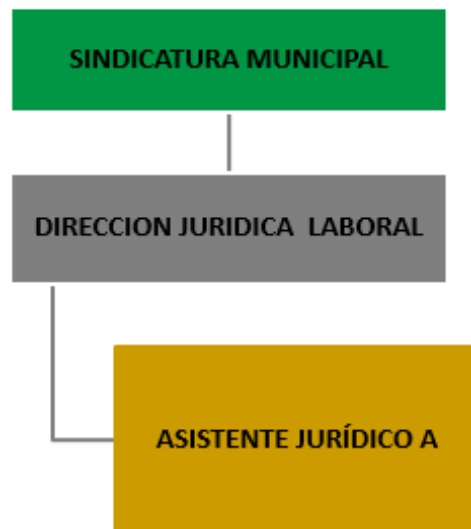 SINDICATURA MUNICIPAL
DIRECCION JURIDICA LABORAL
ASISTENTE JURÍDICO A